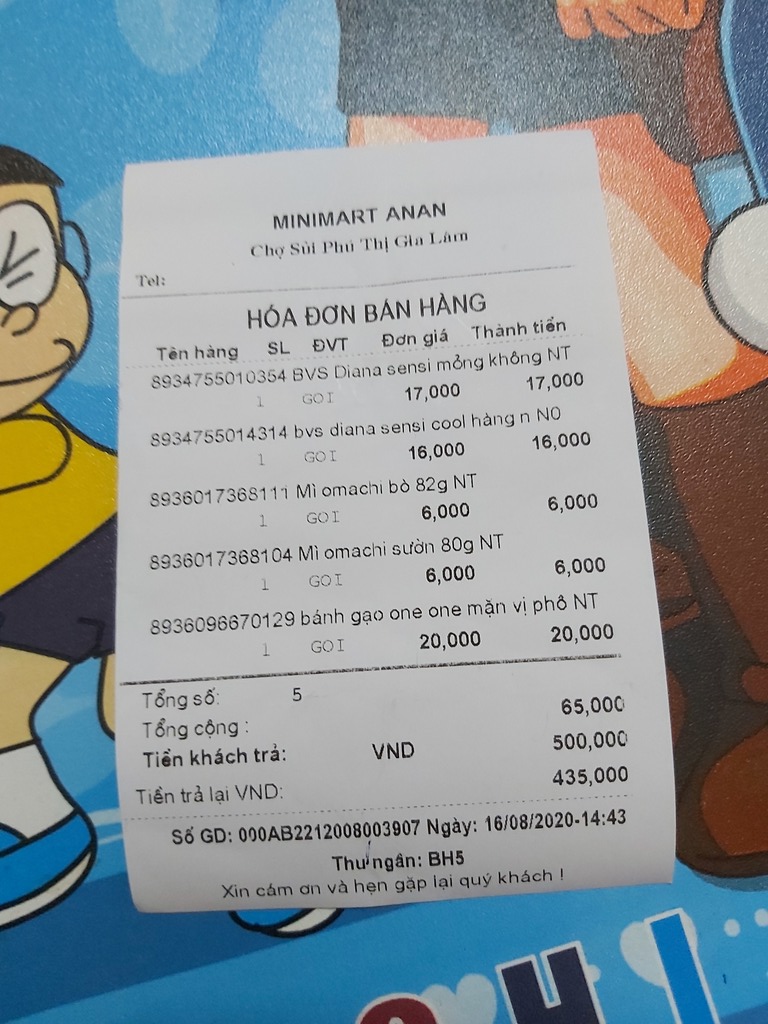 MINIMART ANAN
Chợ Sủi Phú Thị Gia Lâm
Tel:
HÓA ĐƠN BÁN HÀNG
Tên hàng SL ĐVT Đơn giá Thành tiền
8934755010354 BVS Diana sensi mỏng không NT
1 GOI 17,000 17,000
8934755014314 bvs diana sensi cool hàng n N0
1 GOI 16,000 16,000
8936017368111 Mì omachi bò 82g NT
1 GOI 6,000 6,000
8936017368104 Mì omachi sườn 80g NT
1 GOI 6,000 6,000
8936096670129 bánh gạo one one mặn vị phô NT
1 GOI 20,000 20,000
Tổng số: 5
Tổng cộng : 65,000
Tiền khách trả: VND 500,000
Tiền trả lại VND: 435,000
Số GD: 000AB2212008003907 Ngày: 16/08/2020-14:43
Thu ngân: BH5
Xin cám ơn và hẹn gặp lại quý khách !